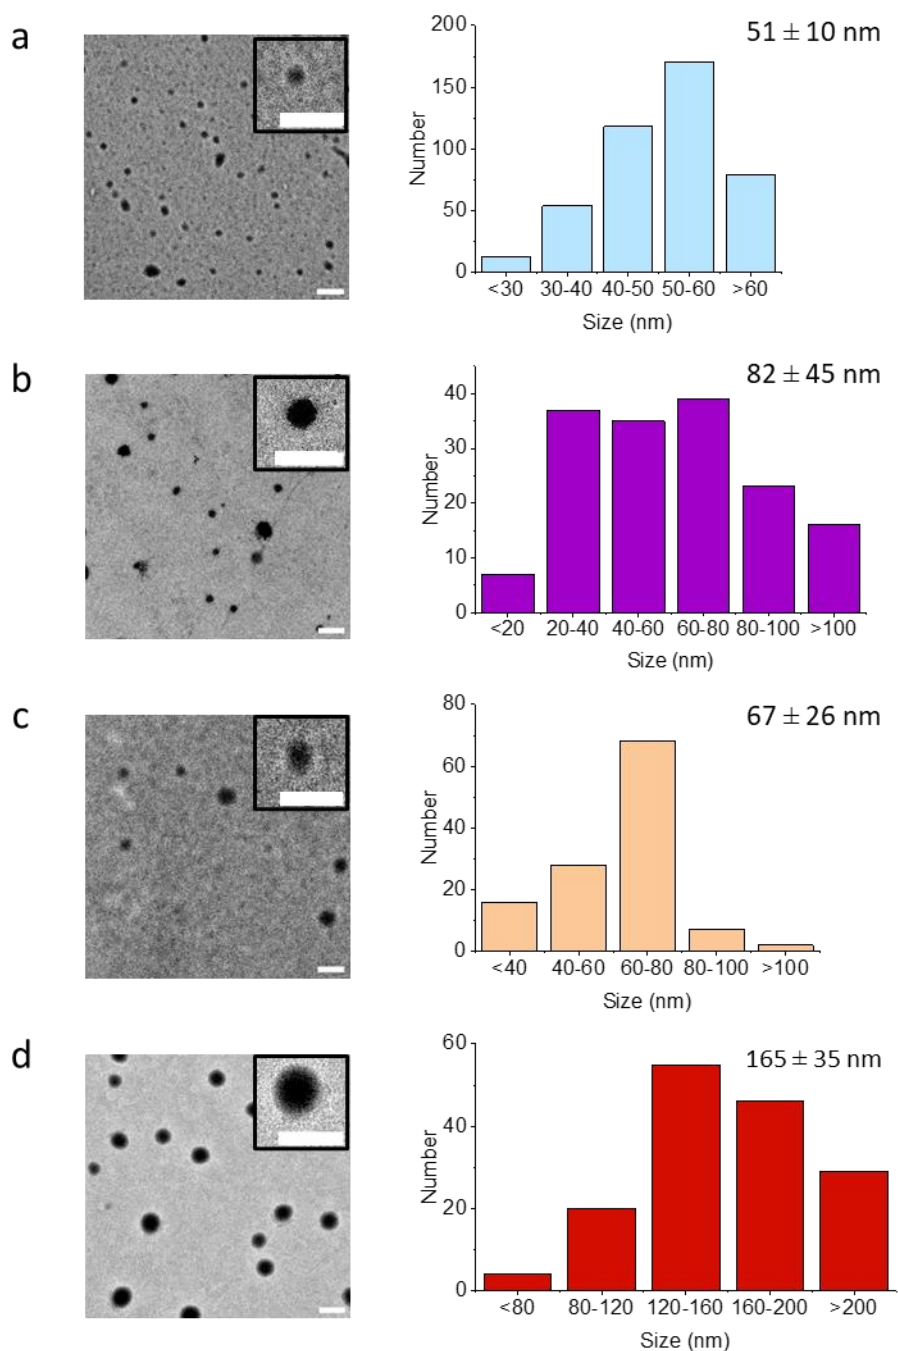 a
51 ± 10 nm
200
150
100
50
0
Number
<30 30-40 40-50 50-60 >60
Size (nm)
b
82 ± 45 nm
40
30
20
10
0
Number
<20 20-40 40-60 60-80 80-100 >100
Size (nm)
c
67 ± 26 nm
80
60
40
20
0
Number
<40 40-60 60-80 80-100 >100
Size (nm)
d
165 ± 35 nm
60
40
20
0
Number
<80 80-120 120-160 160-200 >200
Size (nm)